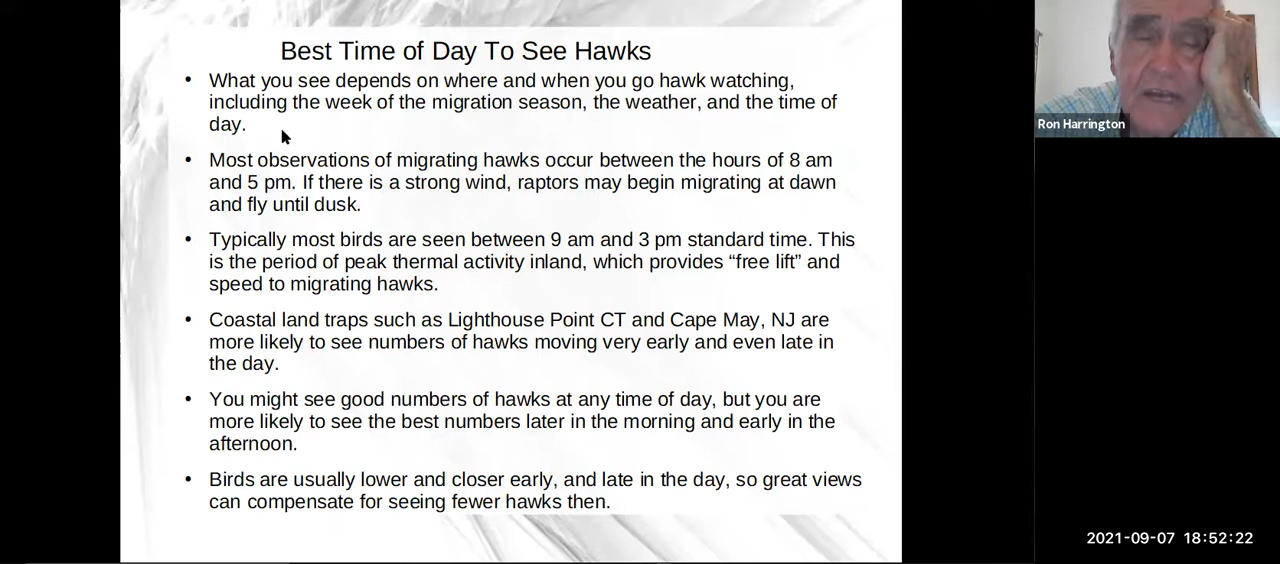 Best Time of Day To See Hawks
• What you see depends on where and when you go hawk watching,
including the week of the migration season, the weather, and the time of
day.
• Most observations of migrating hawks occur between the hours of 8 am
and 5 pm. If there is a strong wind, raptors may begin migrating at dawn
and fly until dusk.
• Typically most birds are seen between 9 am and 3 pm standard time. This
is the period of peak thermal activity inland, which provides “free lift” and
speed to migrating hawks.
• Coastal land traps such as Lighthouse Point CT and Cape May, NJ are
more likely to see numbers of hawks moving very early and even late in
the day.
• You might see good numbers of hawks at any time of day, but you are
more likely to see the best numbers later in the morning and early in the
afternoon.
• Birds are usually lower and closer early, and late in the day, so great views
can compensate for seeing fewer hawks then.
Ron Harrington
2021-09-07 18:52:22